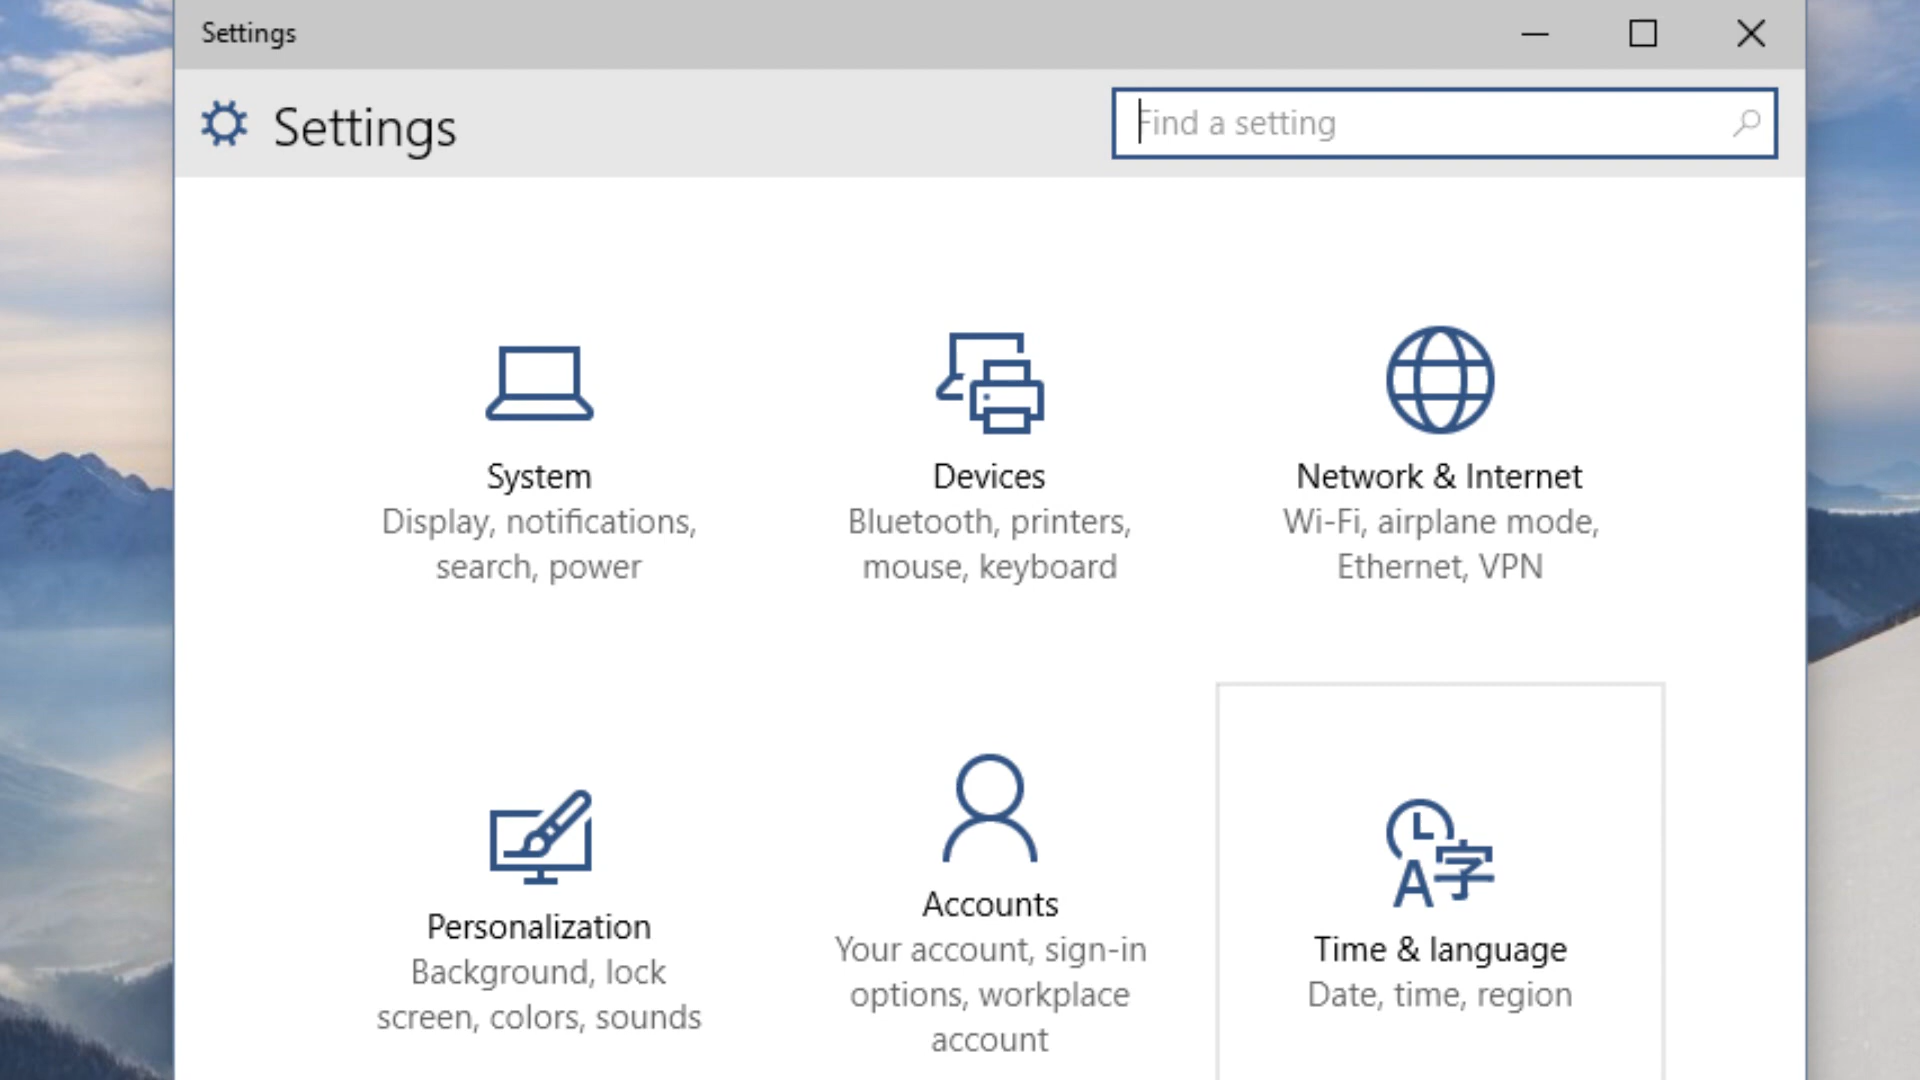 Settings
Settings
Find a setting
System
Display, notifications,
search, power
Devices
Bluetooth, printers,
mouse, keyboard
Network & Internet
Wi-Fi, airplane mode,
Ethernet, VPN
Personalization
Background, lock
screen, colors, sounds
Accounts
Your account, sign-in
options, workplace
account
A字
Time & language
Date, time, region